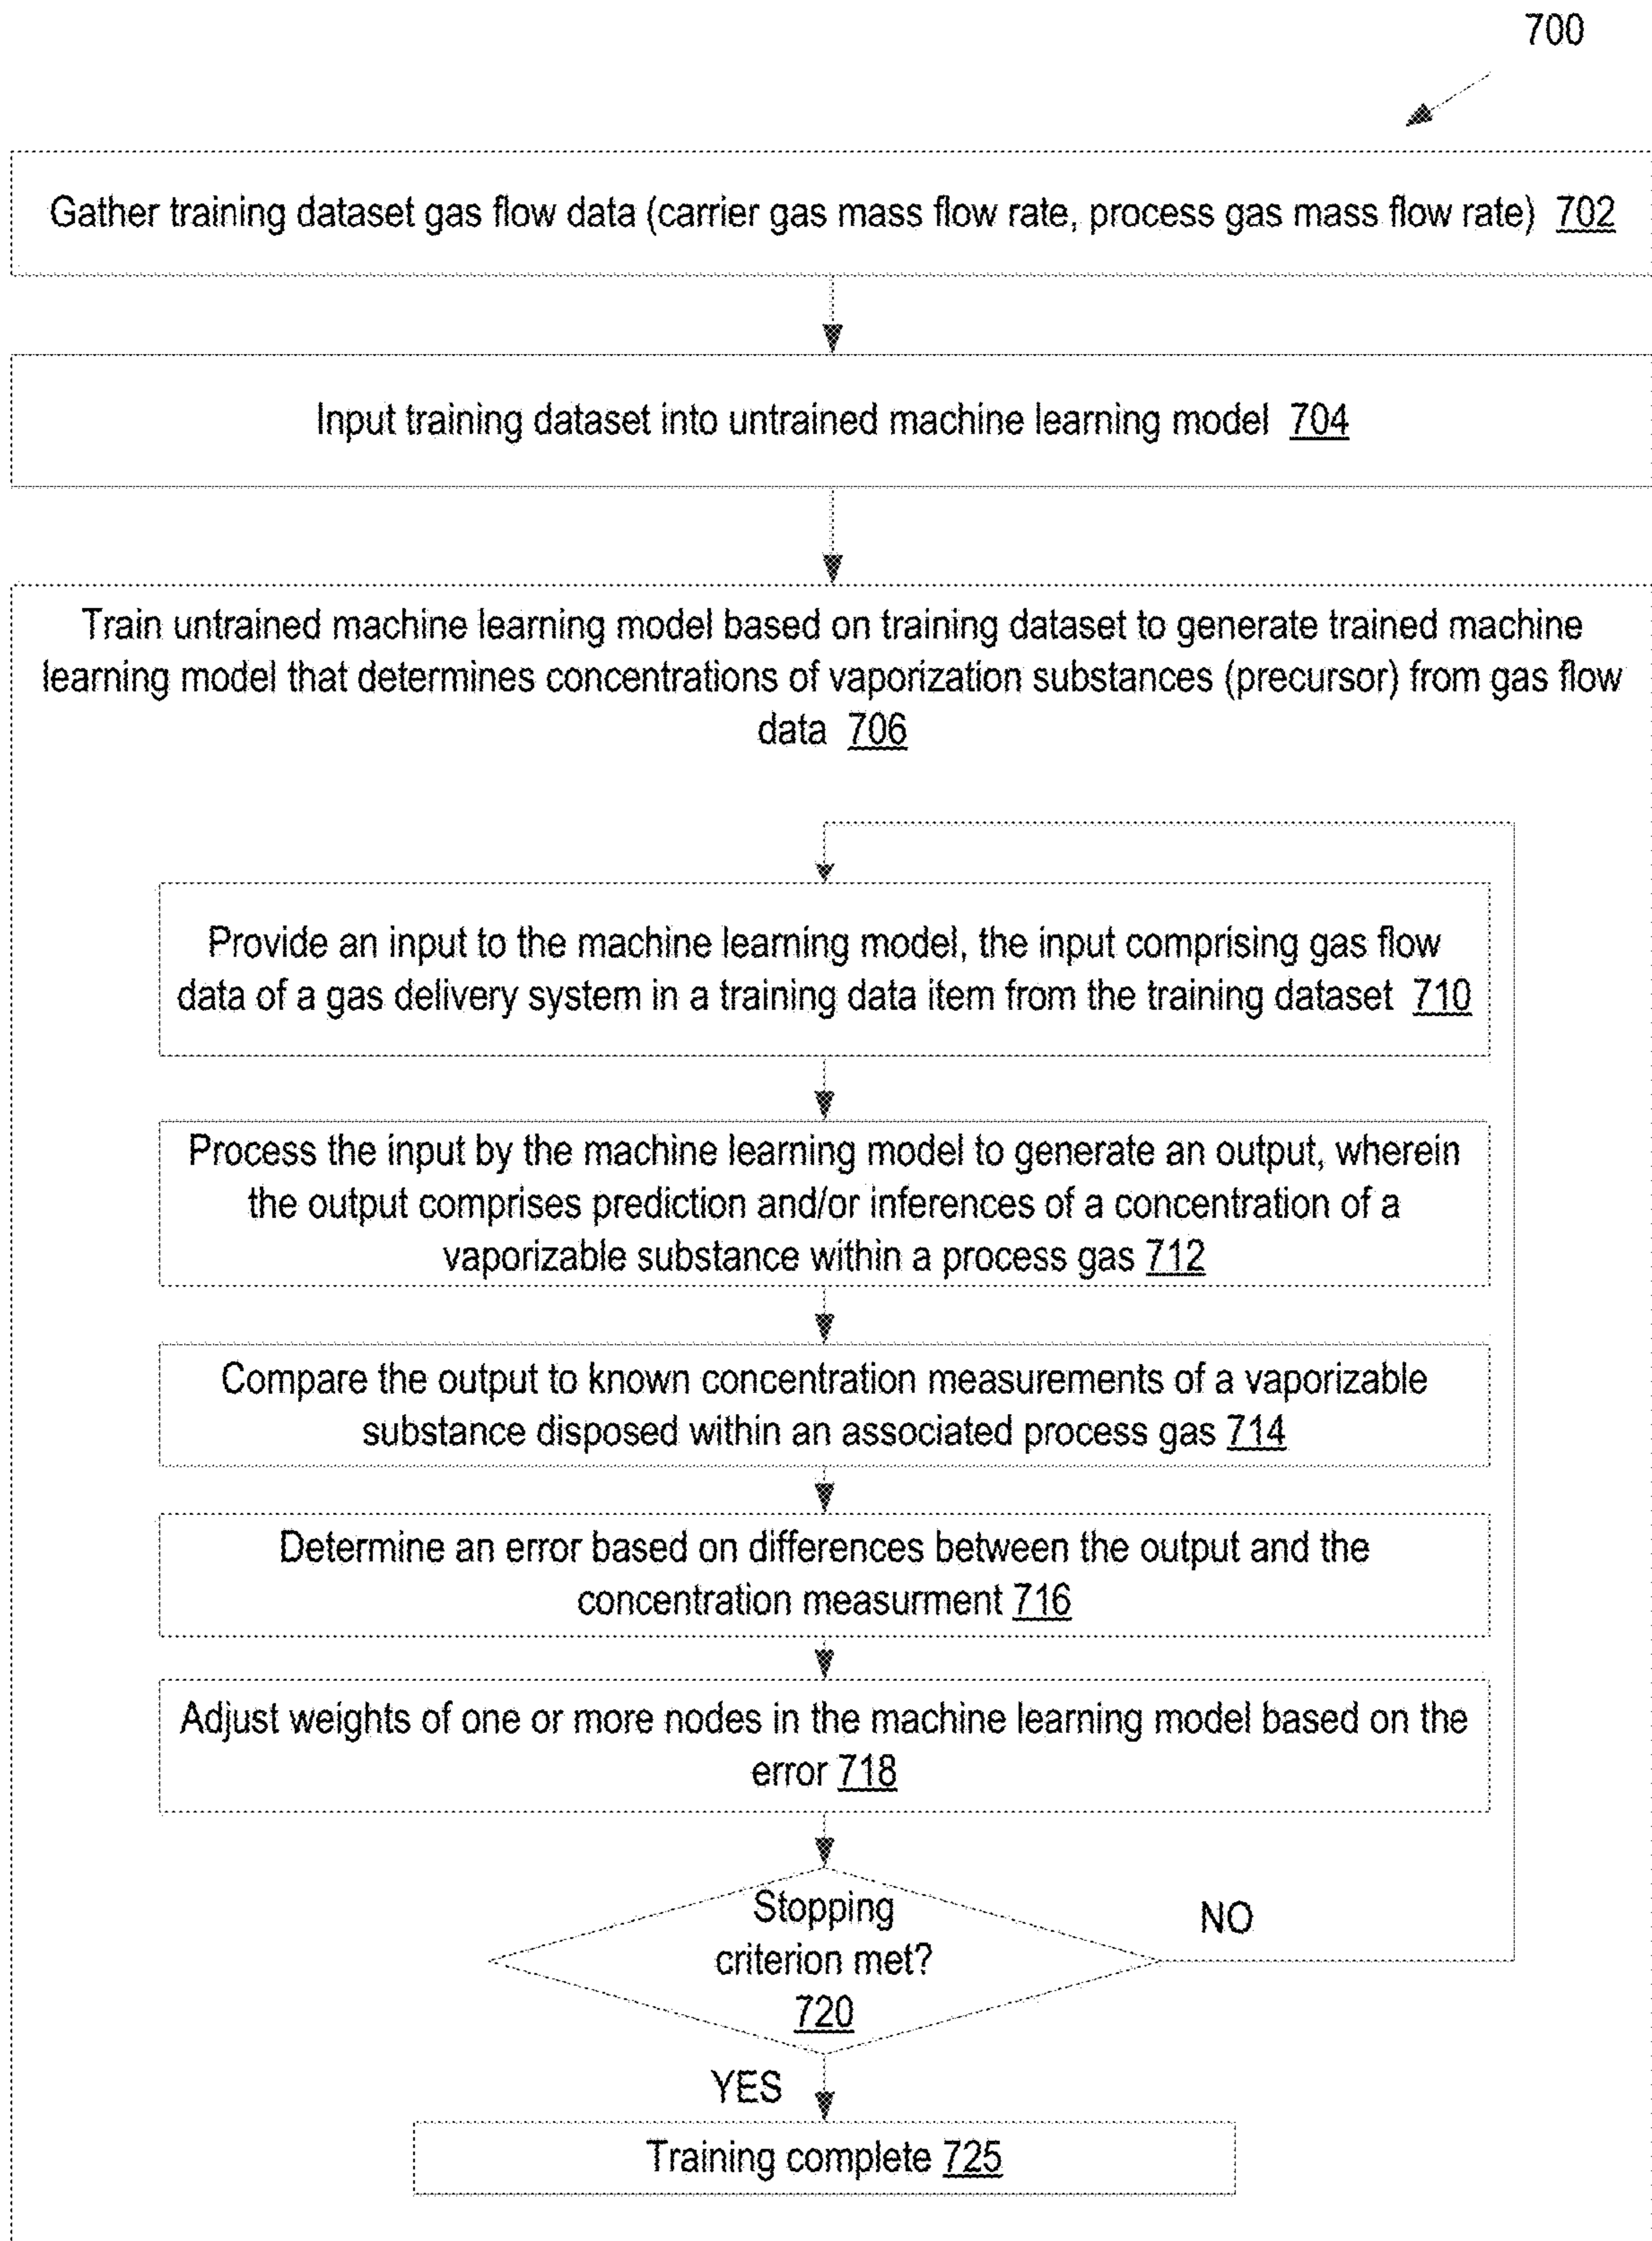 700
Gather training dataset gas flow data (carrier gas mass flow rate, process gas mass flow rate) 702
Input training dataset into untrained machine learning model 704
Train untrained machine learning model based on training dataset to generate trained machine
learning model that determines concentrations of vaporization substances (precursor) from gas flow
data 706
Provide an input to the machine learning model, the input comprising gas flow
data of a gas delivery system in a training data item from the training dataset 710
Process the input by the machine learning model to generate an output, wherein
the output comprises prediction and/or inferences of a concentration of a
vaporizable substance within a process gas 712
Compare the output to known concentration measurements of a vaporizable
substance disposed within an associated process gas 714
Determine an error based on differences between the output and the
concentration measurment 716
Adjust weights of one or more nodes in the machine learning model based on the
error 718
Stopping
criterion met?
720
NO
YES
Training complete 725